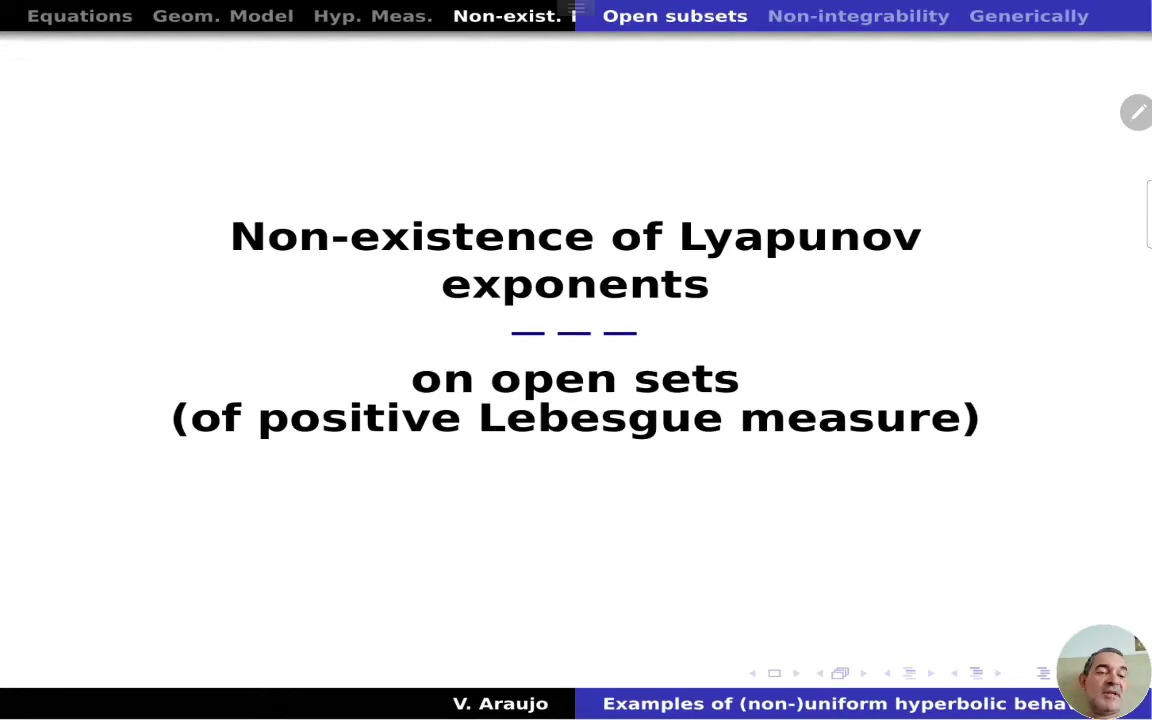 Equations Geom. Model Hyp. Meas. Non-exist. Open subsets Non-integrability Generically
Non-existence of Lyapunov
exponents
— — —
on open sets
(of positive Lebesgue measure)
V. Araujo Examples of (non-)uniform hyperbolic